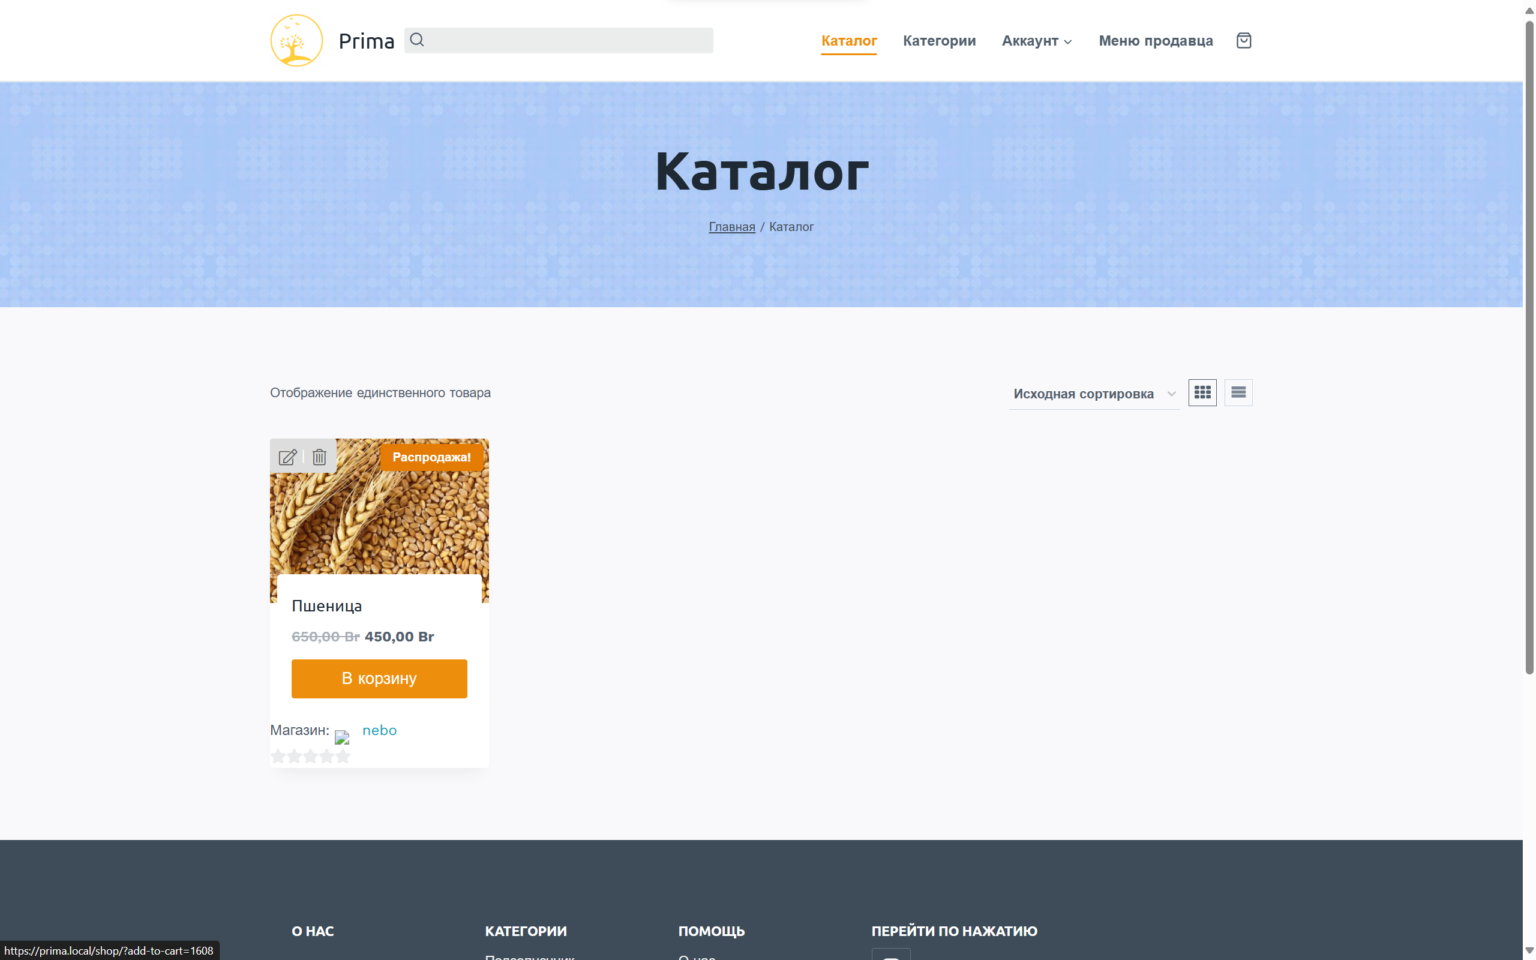 Prima
Каталог
Категории
Аккаунт
Меню продавца
Каталог
Главная / Каталог
Отображение единственного товара
Исходная сортировка
Распродажа!
Пшеница
650,00 Br 450,00 Br
В корзину
Магазин: nebo
О НАС
КАТЕГОРИИ
ПОМОЩЬ
ПЕРЕЙТИ ПО НАЖАТИЮ
https://prima.local/shop/?add-to-cart=1608
Подсолнечник
О нас